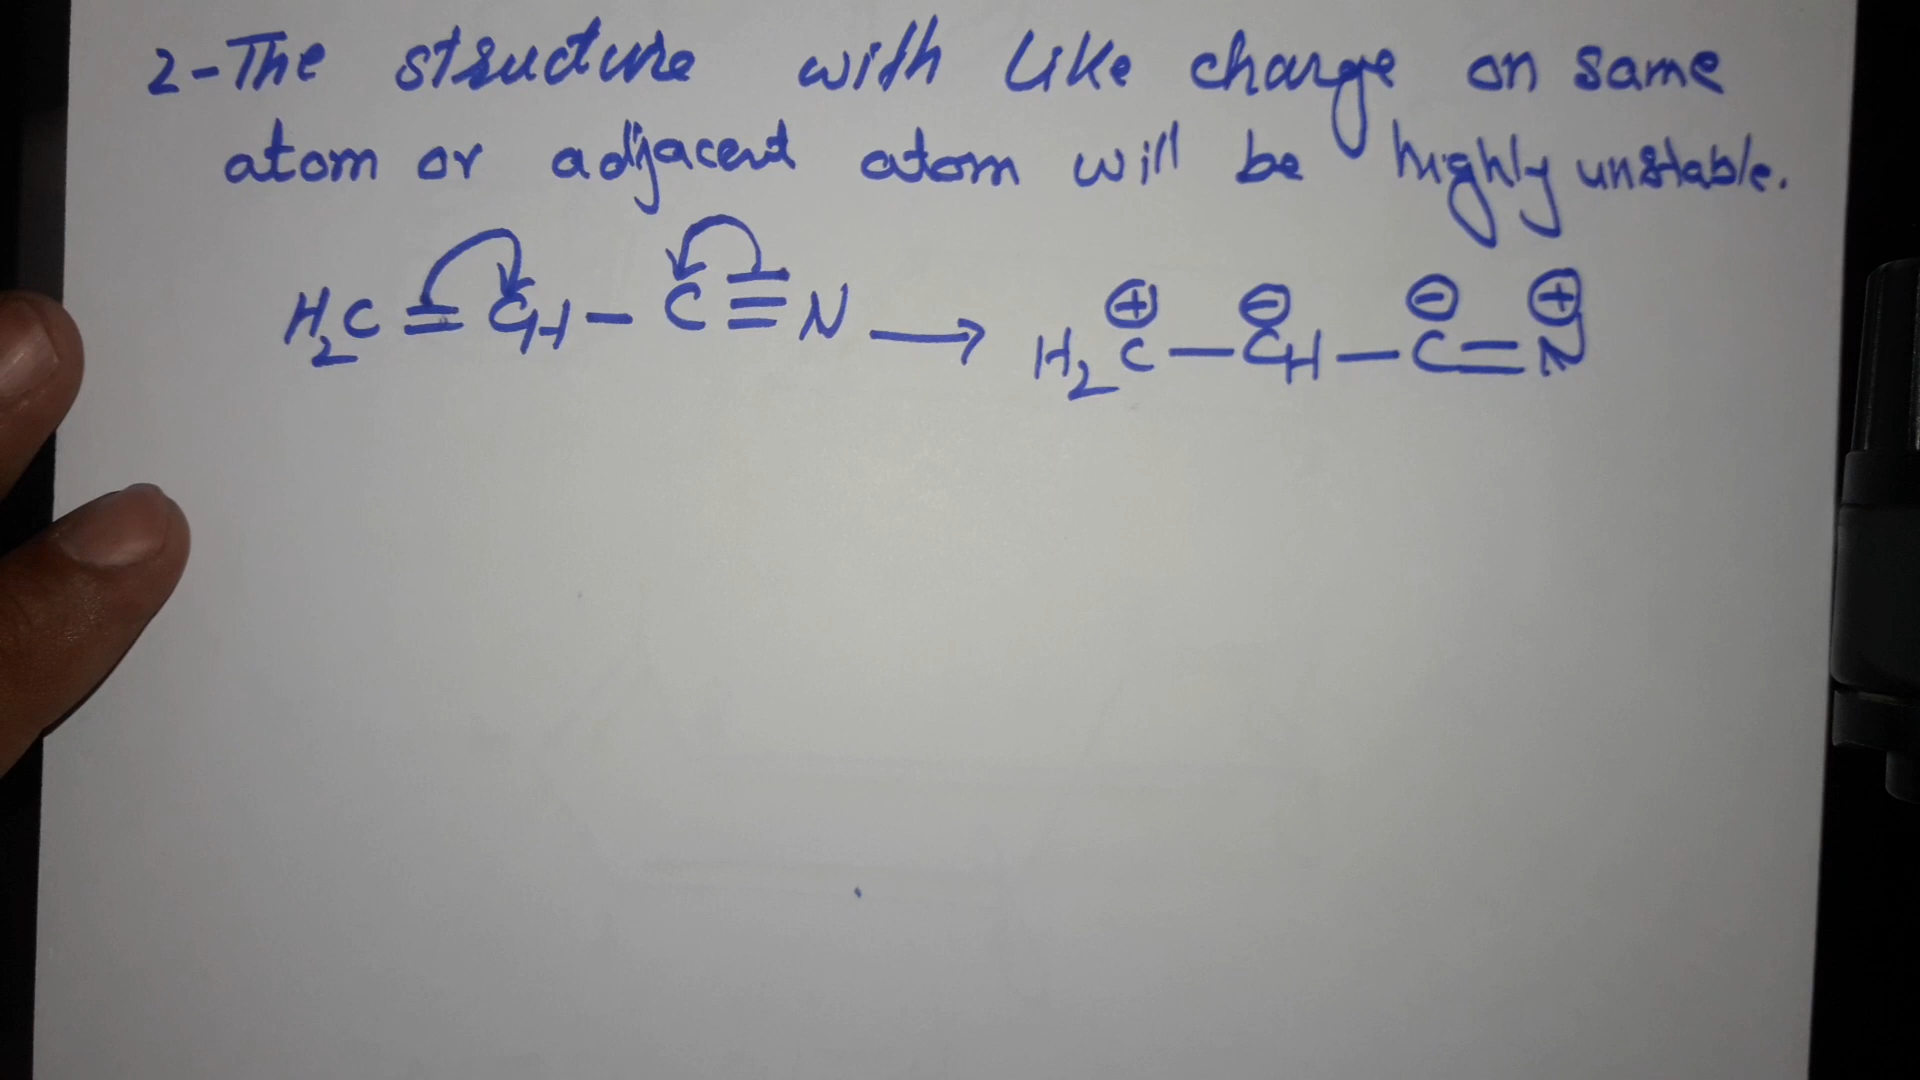 2-The structure with like charge on same
atom or adjacent atom will be highly unstable.
H₂C=CH-C≡N → H₂C⊕-CH⊖-C⊖=N⊕